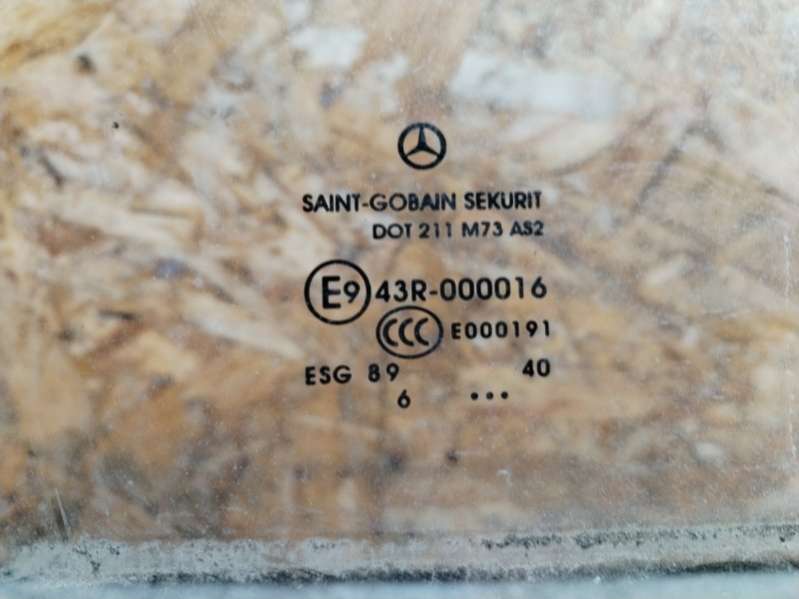 SAINT-GOBAIN SEKURIT
DOT 211 M73 AS2
E9 43R-000016
CCC E000191
ESG 89 40
6 ...